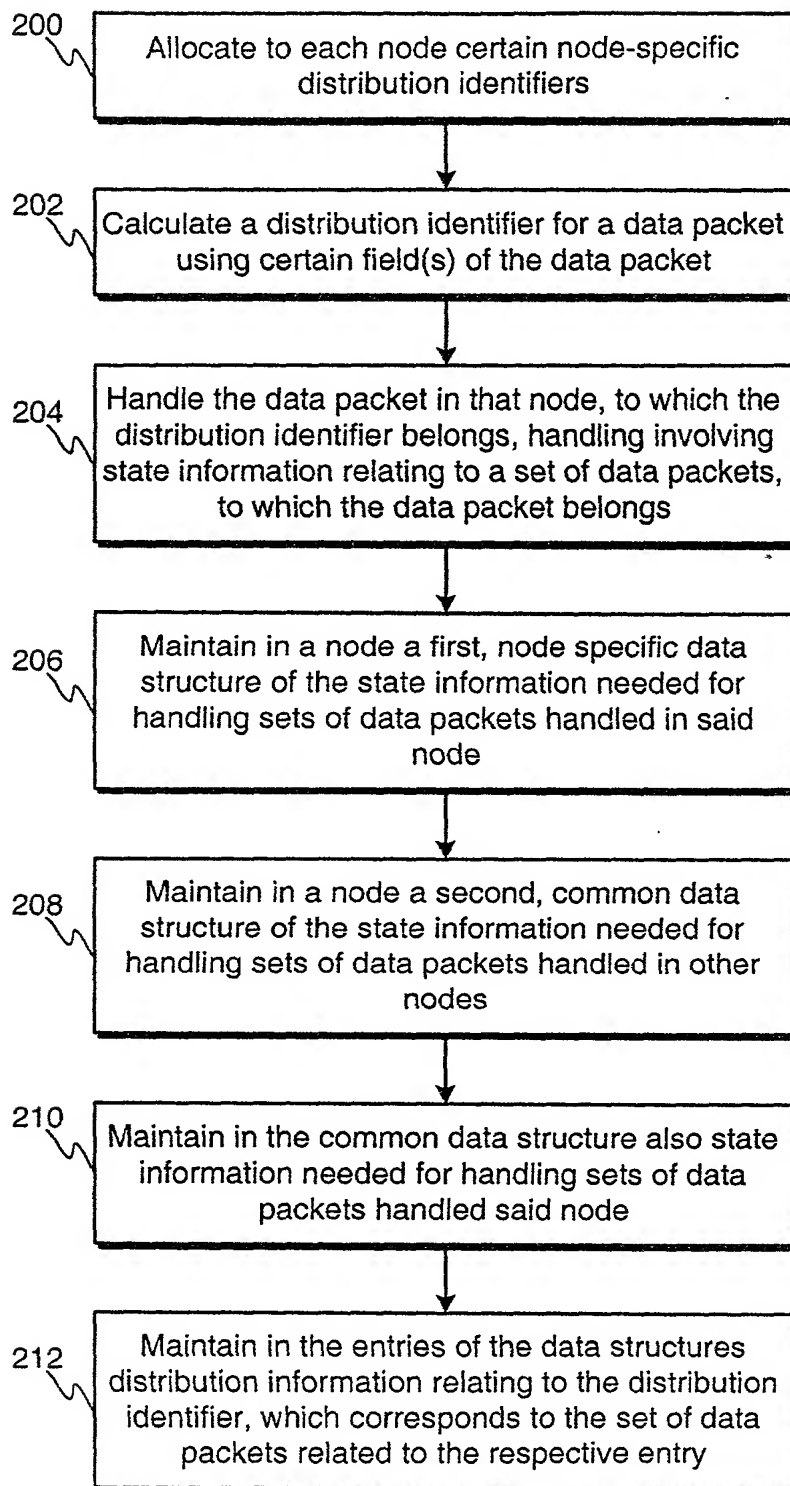 200
Allocate to each node certain node-specific
distribution identifiers
202
Calculate a distribution identifier for a data packet
using certain field(s) of the data packet
204
Handle the data packet in that node, to which the
distribution identifier belongs, handling involving
state information relating to a set of data packets,
to which the data packet belongs
206
Maintain in a node a first, node specific data
structure of the state information needed for
handling sets of data packets handled in said
node
208
Maintain in a node a second, common data
structure of the state information needed for
handling sets of data packets handled in other
nodes
210
Maintain in the common data structure also state
information needed for handling sets of data
packets handled said node
212
Maintain in the entries of the data structures
distribution information relating to the distribution
identifier, which corresponds to the set of data
packets related to the respective entry